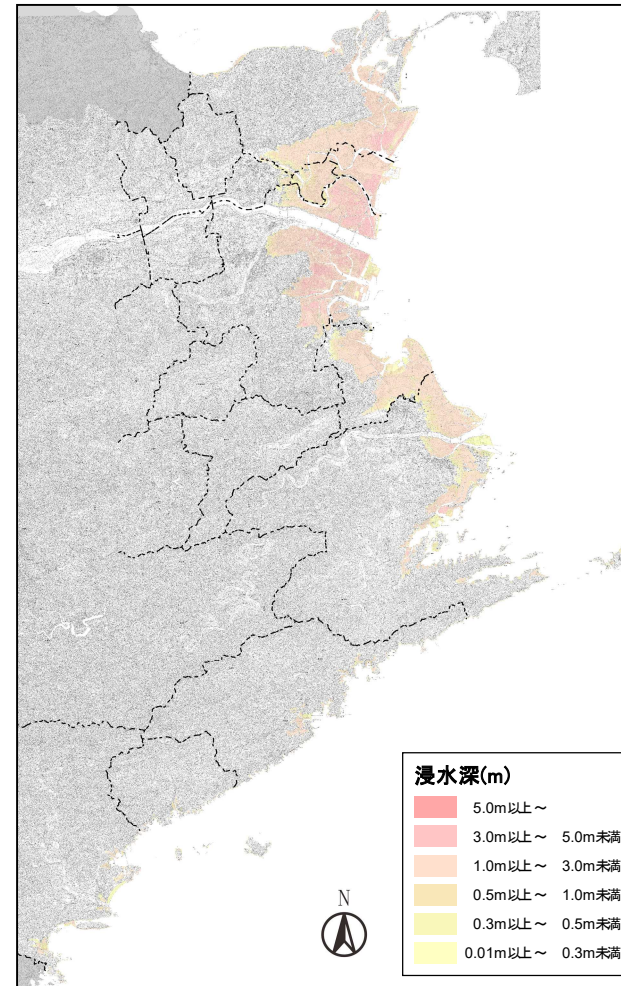 浸水深(m)
5.0m以上～
3.0m以上～ 5.0m未満
1.0m以上～ 3.0m未満
0.5m以上～ 1.0m未満
0.3m以上～ 0.5m未満
0.01m以上～ 0.3m未満
N